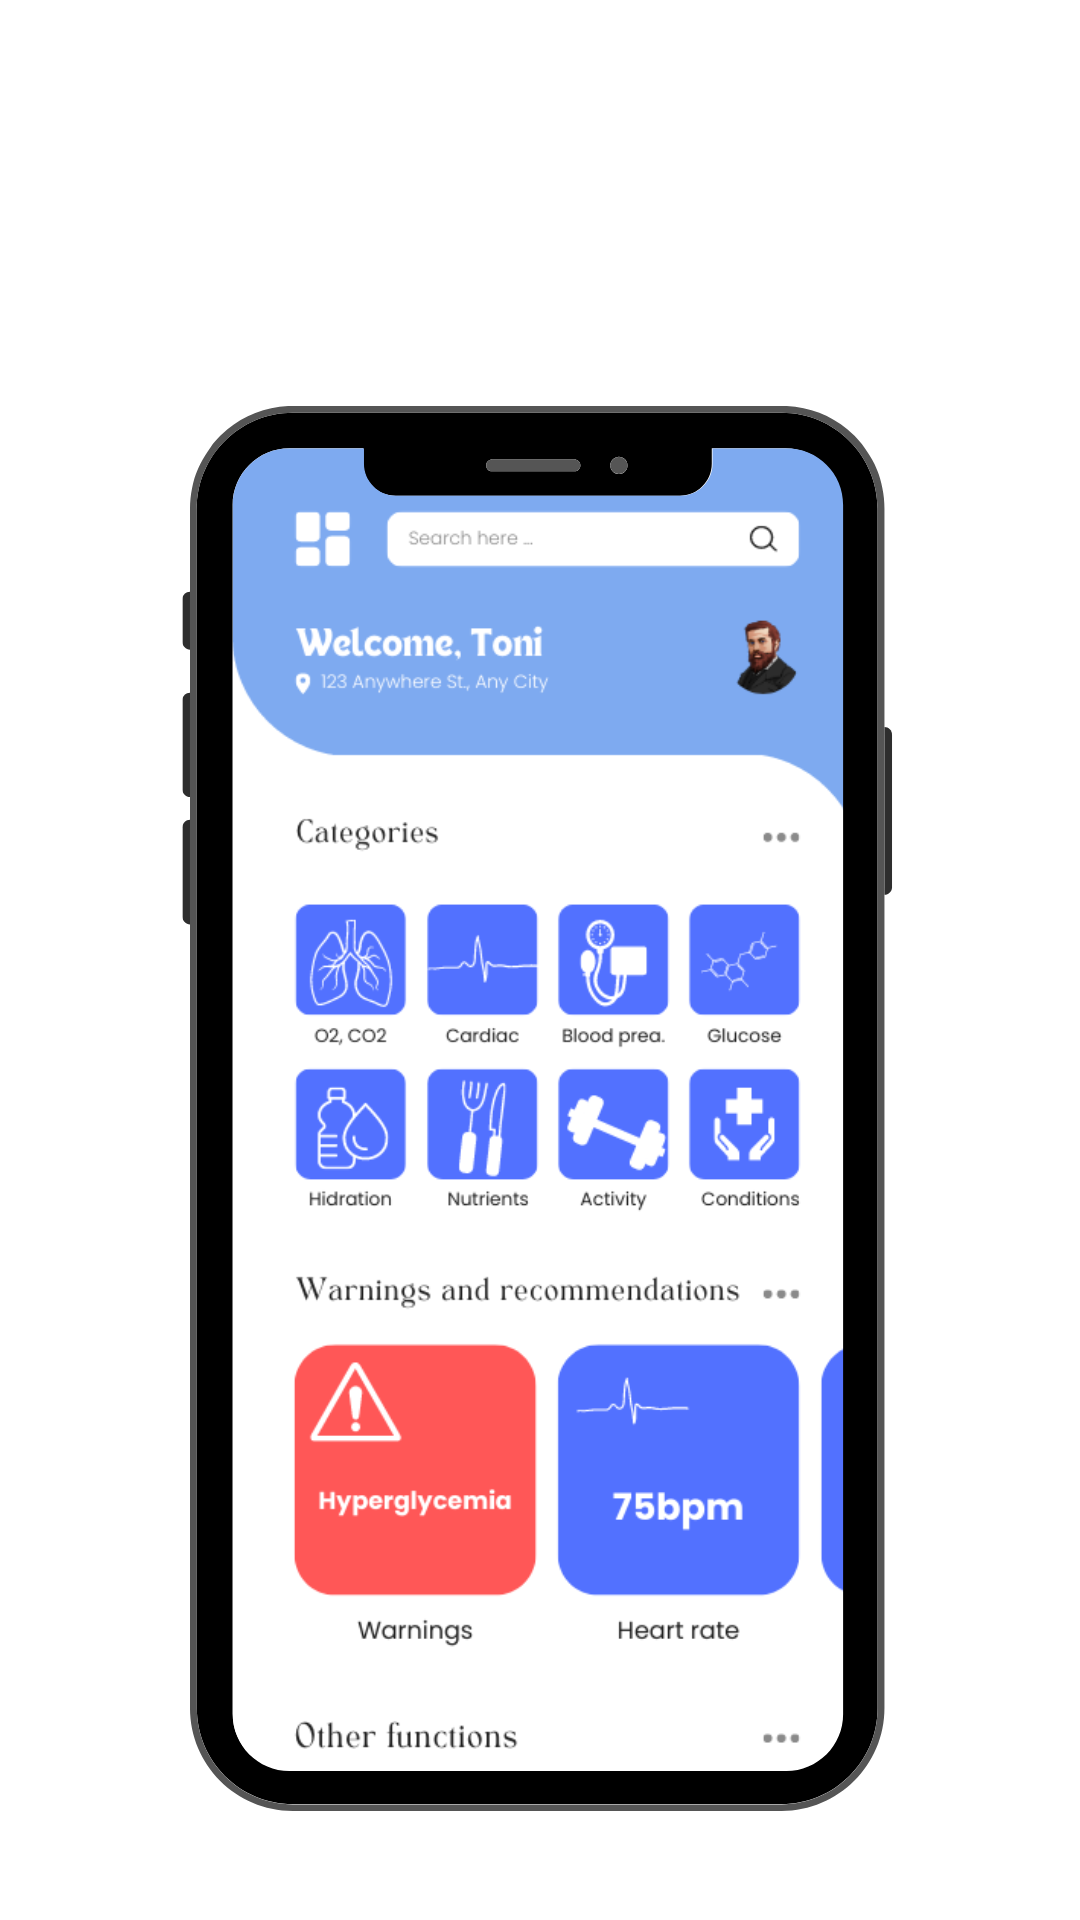 Search here ...
Welcome, Toni
123 Anywhere St., Any City
Categories
O2, CO2 Cardiac Blood prea. Glucose
Hidration Nutrients Activity Conditions
Warnings and recommendations
Hyperglycemia 75bpm
Warnings Heart rate
Other functions